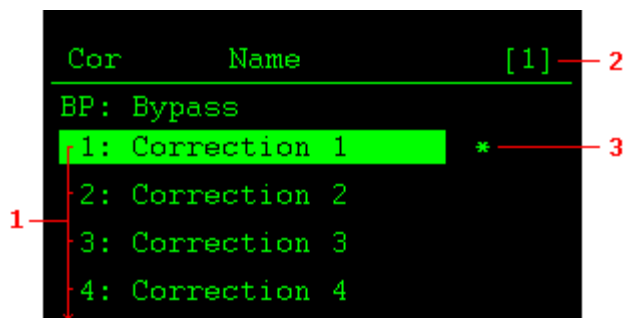 Cor Name [1] 2
BP: Bypass
1: Correction 1 * 3
2: Correction 2
1
3: Correction 3
4: Correction 4